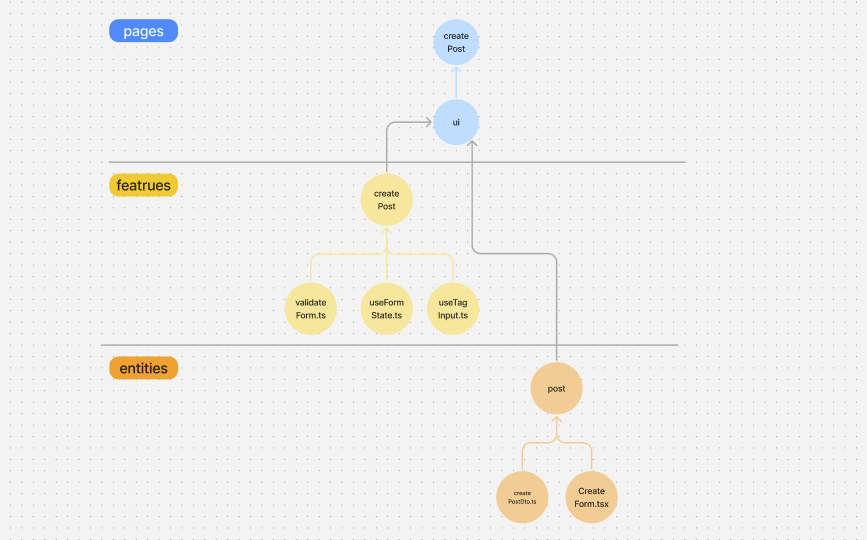 pages
create
Post
ui
featrues
create
Post
validate
Form.ts
useForm
State.ts
useTag
Input.ts
entities
post
create
PostDto.ts
Create
Form.tsx